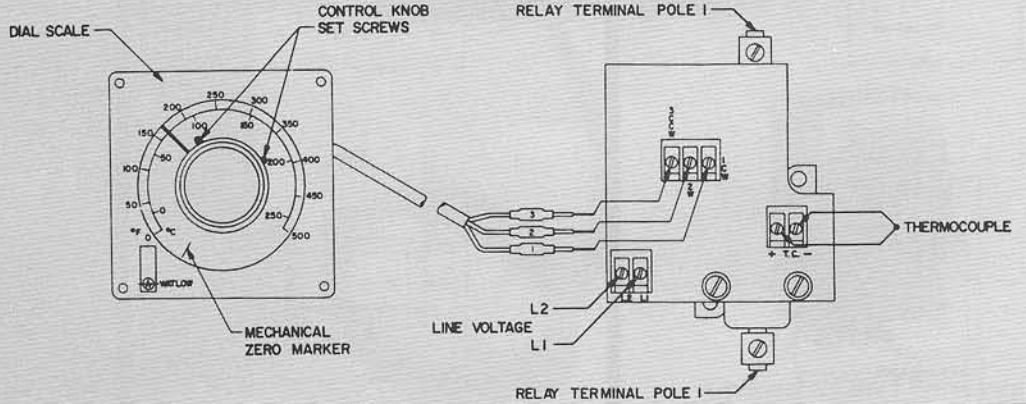 DIAL SCALE
CONTROL KNOB
SET SCREWS
RELAY TERMINAL POLE 1
250
200
300
100
150
150
350
50
100
200
400
50
0
450
250
500
°F
0
°C
WATLOW
MECHANICAL
ZERO MARKER
3
2
1
3 CCW
2 W
1 CW
+ T.C. -
THERMOCOUPLE
L2 L1
L2
LINE VOLTAGE
L1
RELAY TERMINAL POLE 1